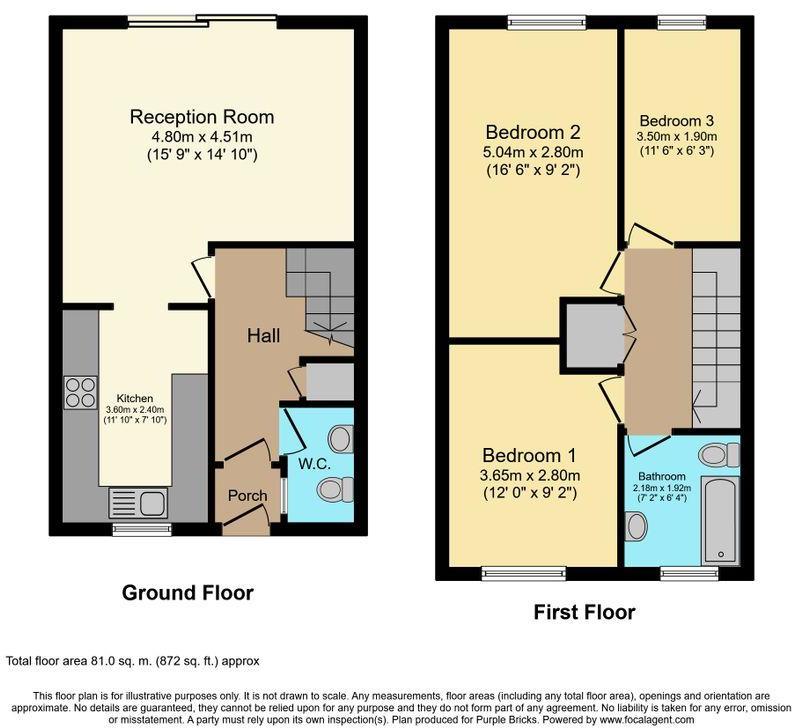 Reception Room
4.80m x 4.51m
(15' 9" x 14' 10")
Hall
Kitchen
3.60m x 2.40m
(11' 10" x 7' 10")
W.C.
Porch
Ground Floor
Bedroom 2
5.04m x 2.80m
(16' 6" x 9' 2")
Bedroom 3
3.50m x 1.90m
(11' 6" x 6' 3")
Bedroom 1
3.65m x 2.80m
(12' 0" x 9' 2")
Bathroom
2.18m x 1.92m
(7' 2" x 6' 4")
First Floor
Total floor area 81.0 sq. m. (872 sq. ft.) approx
This floor plan is for illustrative purposes only. It is not drawn to scale. Any measurements, floor areas (including any total floor area), openings and orientation are
approximate. No details are guaranteed, they cannot be relied upon for any purpose and they do not form part of any agreement. No liability is taken for any error, omission
or misstatement. A party must rely upon its own inspection(s). Plan produced for Purple Bricks. Powered by www.focalagent.com